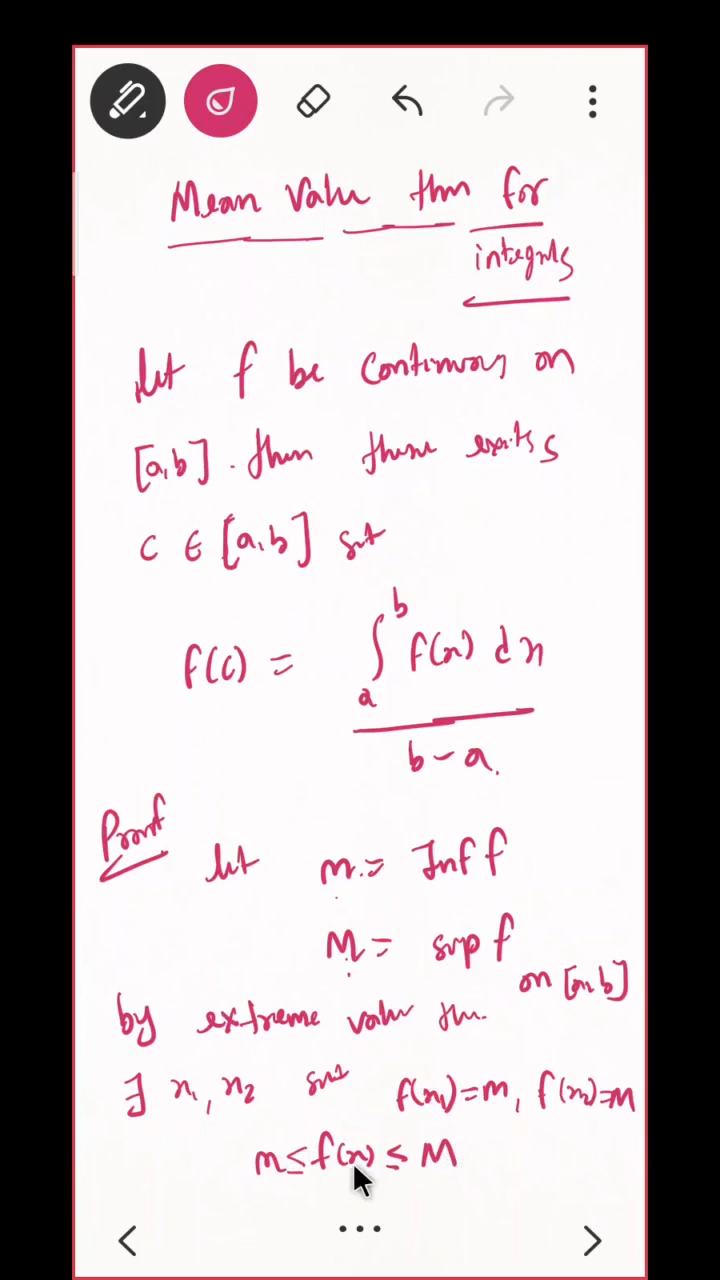 Mean Value thm for
integrals
let f be continuous on
[a,b]. then there exists
c ∈ [a,b] s.t
f(c) = ∫_a^b f(x) dx / b-a.
Proof let m = Inf f
M = sup f
on [a,b]
by extreme value thm.
∃ x₁, x₂ s.t f(x₁)=m, f(x₂)=M
m ≤ f(x) ≤ M